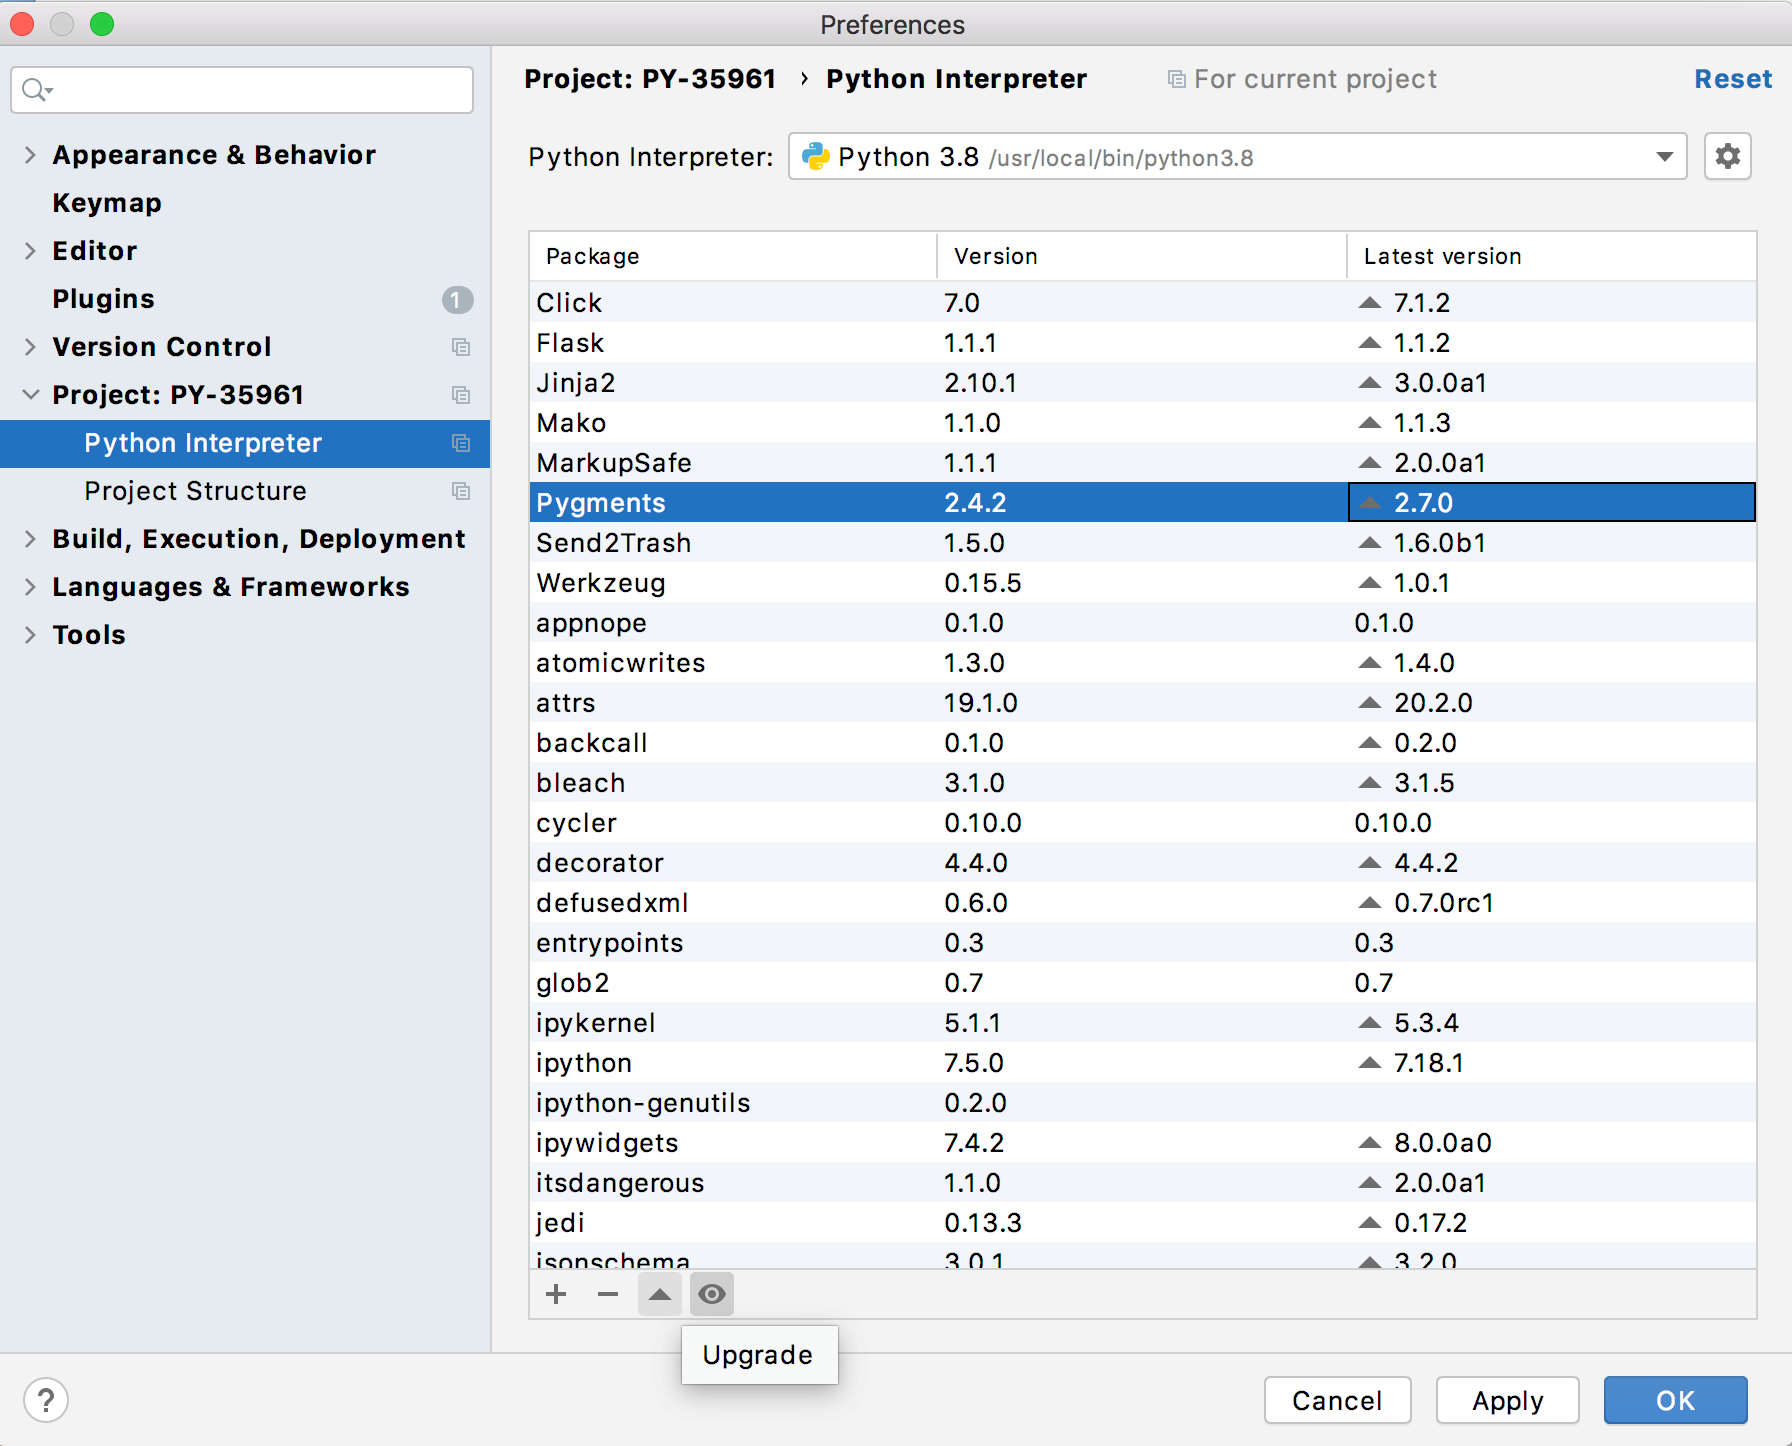 Preferences
Project: PY-35961 › Python Interpreter For current project Reset
Appearance & Behavior
Keymap
Editor
Plugins 1
Version Control
Project: PY-35961
Python Interpreter
Project Structure
Build, Execution, Deployment
Languages & Frameworks
Tools
Python Interpreter: Python 3.8 /usr/local/bin/python3.8
Package Version Latest version
Click 7.0 7.1.2
Flask 1.1.1 1.1.2
Jinja2 2.10.1 3.0.0a1
Mako 1.1.0 1.1.3
MarkupSafe 1.1.1 2.0.0a1
Pygments 2.4.2 2.7.0
Send2Trash 1.5.0 1.6.0b1
Werkzeug 0.15.5 1.0.1
appnope 0.1.0 0.1.0
atomicwrites 1.3.0 1.4.0
attrs 19.1.0 20.2.0
backcall 0.1.0 0.2.0
bleach 3.1.0 3.1.5
cycler 0.10.0 0.10.0
decorator 4.4.0 4.4.2
defusedxml 0.6.0 0.7.0rc1
entrypoints 0.3 0.3
glob2 0.7 0.7
ipykernel 5.1.1 5.3.4
ipython 7.5.0 7.18.1
ipython-genutils 0.2.0
ipywidgets 7.4.2 8.0.0a0
itsdangerous 1.1.0 2.0.0a1
jedi 0.13.3 0.17.2
jsonschema 3.0.1 3.2.0
Upgrade
? Cancel Apply OK